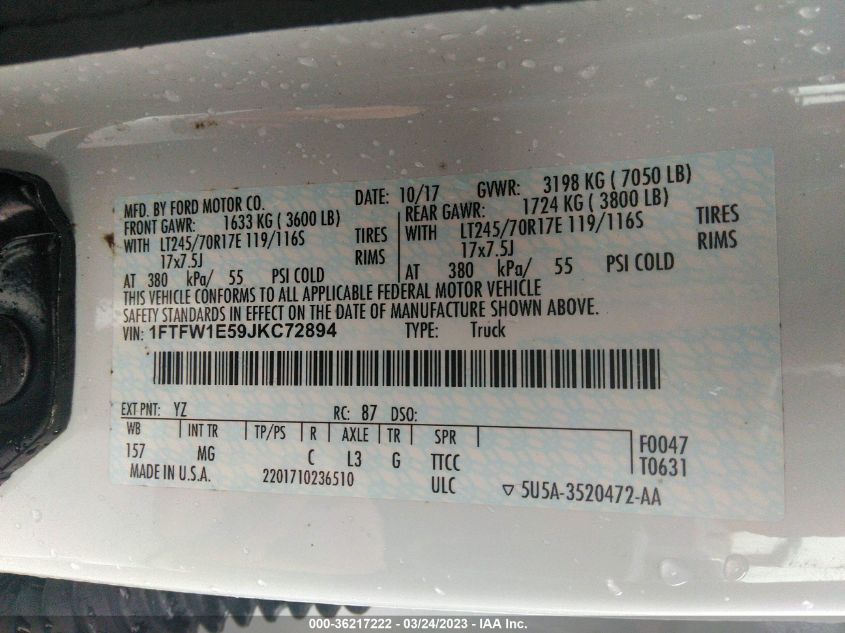 MFD. BY FORD MOTOR CO. DATE: 10/17 GVWR: 3198 KG ( 7050 LB)
FRONT GAWR: 1633 KG ( 3600 LB) REAR GAWR: 1724 KG ( 3800 LB)
WITH LT245/70R17E 119/116S TIRES WITH LT245/70R17E 119/116S TIRES
17x7.5J RIMS 17x7.5J RIMS
AT 380 kPa/ 55 PSI COLD AT 380 kPa/ 55 PSI COLD
THIS VEHICLE CONFORMS TO ALL APPLICABLE FEDERAL MOTOR VEHICLE
SAFETY STANDARDS IN EFFECT ON THE DATE OF MANUFACTURE SHOWN ABOVE.
VIN: 1FTFW1E59JKC72894 TYPE: Truck
EXT PNT: YZ RC: 87 DSO:
WB INT TR TP/PS R AXLE TR SPR F0047
157 MG C L3 G TTCC T0631
MADE IN U.S.A. 2201710236510 ULC ▽ 5U5A-3520472-AA
000-36217222 - 03/24/2023 - IAA Inc.